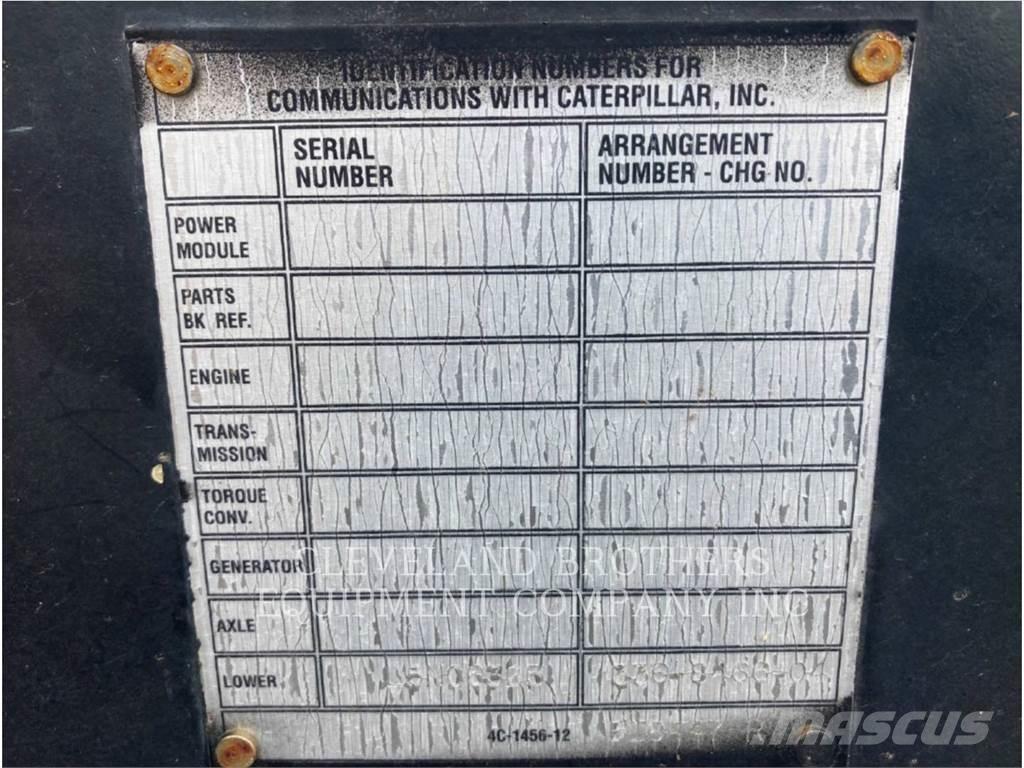 IDENTIFICATION NUMBERS FOR
COMMUNICATIONS WITH CATERPILLAR, INC.
SERIAL
NUMBER
ARRANGEMENT
NUMBER - CHG NO.
POWER
MODULE
PARTS
BK REF.
ENGINE
TRANS-
MISSION
TORQUE
CONV.
GENERATOR
CLEVELAND BROTHERS
EQUIPMENT COMPANY INC
AXLE
LOWER
4C-1456-12
MASCUS